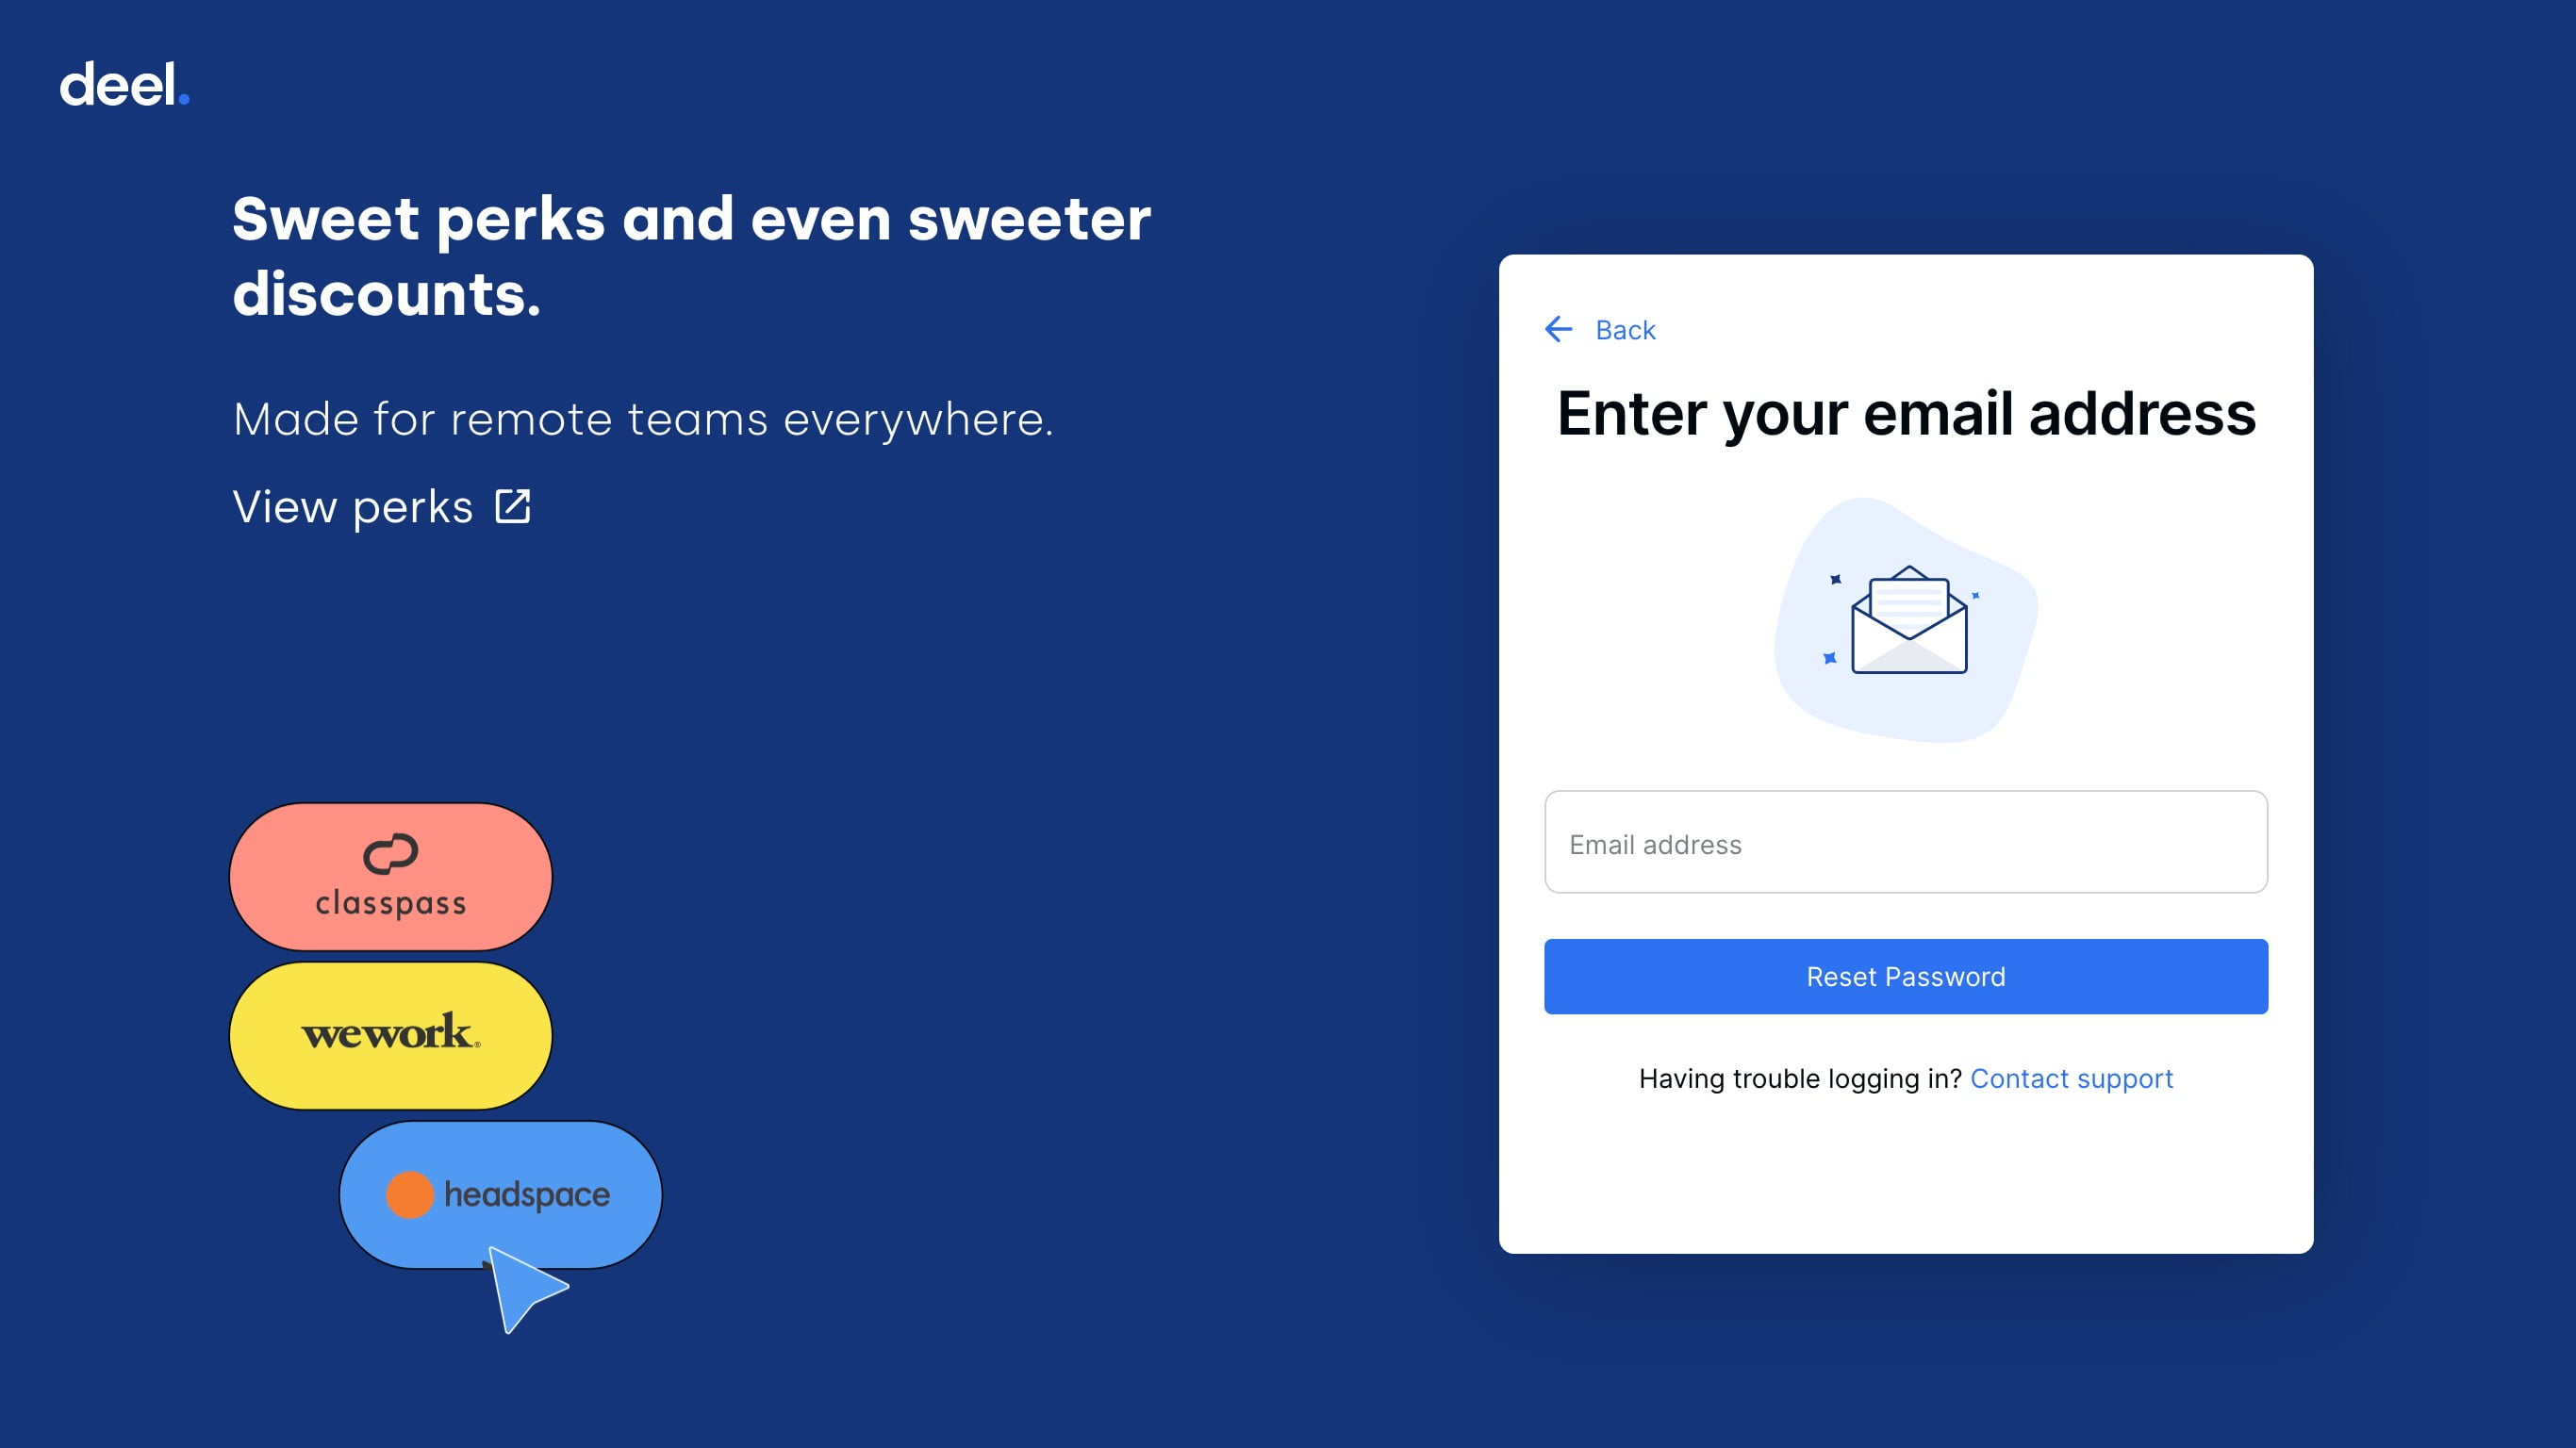 deel.
Sweet perks and even sweeter
discounts.
Made for remote teams everywhere.
View perks
classpass
wework®
headspace
Back
Enter your email address
Email address
Reset Password
Having trouble logging in? Contact support